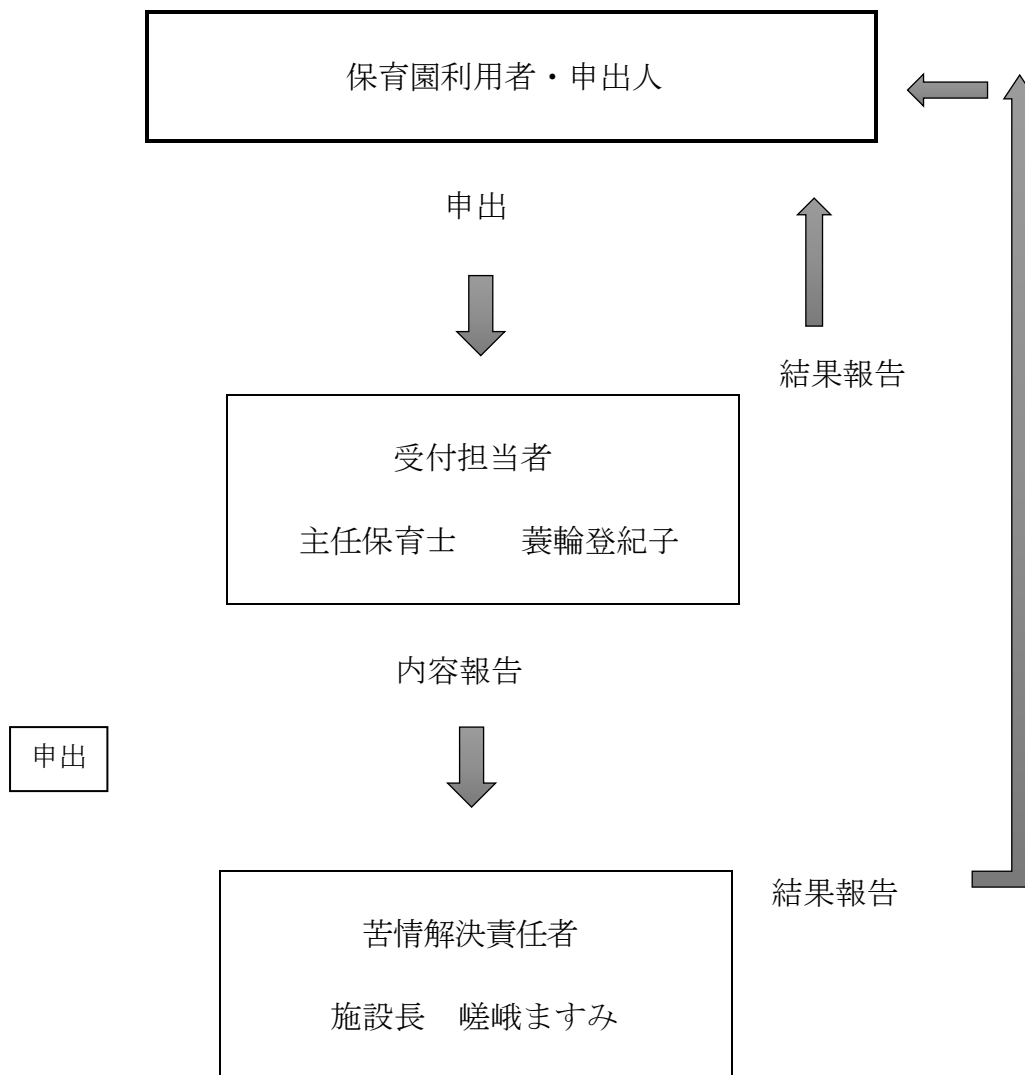 保育園利用者・申出人
申出
結果報告
受付担当者
主任保育士　　蓑輪登紀子
内容報告
申出
結果報告
苦情解決責任者
施設長　嵯峨ますみ